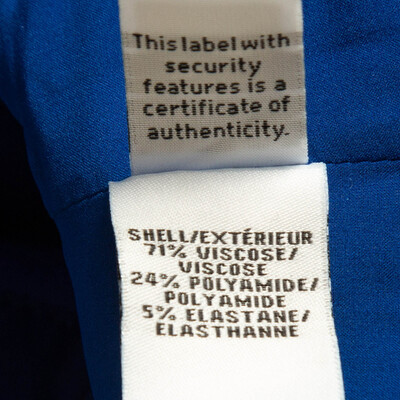 This label with
security
features is a
certificate of
authenticity.
SHELL/EXTÉRIEUR
71% VISCOSE/
VISCOSE
24% POLYAMIDE/
POLYAMIDE
5% ELASTANE/
ELASTHANNE